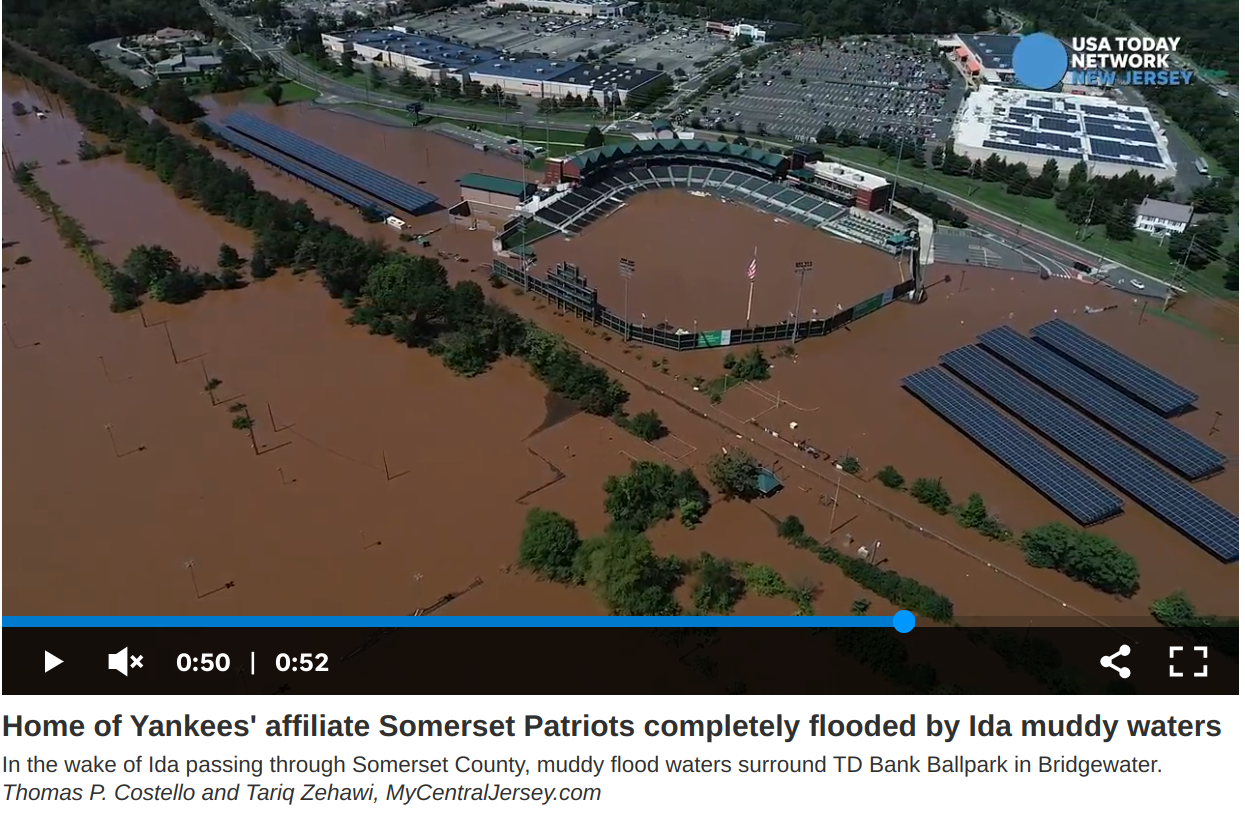 USA TODAY
NETWORK
NEW JERSEY
0:50 | 0:52
Home of Yankees' affiliate Somerset Patriots completely flooded by Ida muddy waters
In the wake of Ida passing through Somerset County, muddy flood waters surround TD Bank Ballpark in Bridgewater.
Thomas P. Costello and Tariq Zehawi, MyCentralJersey.com